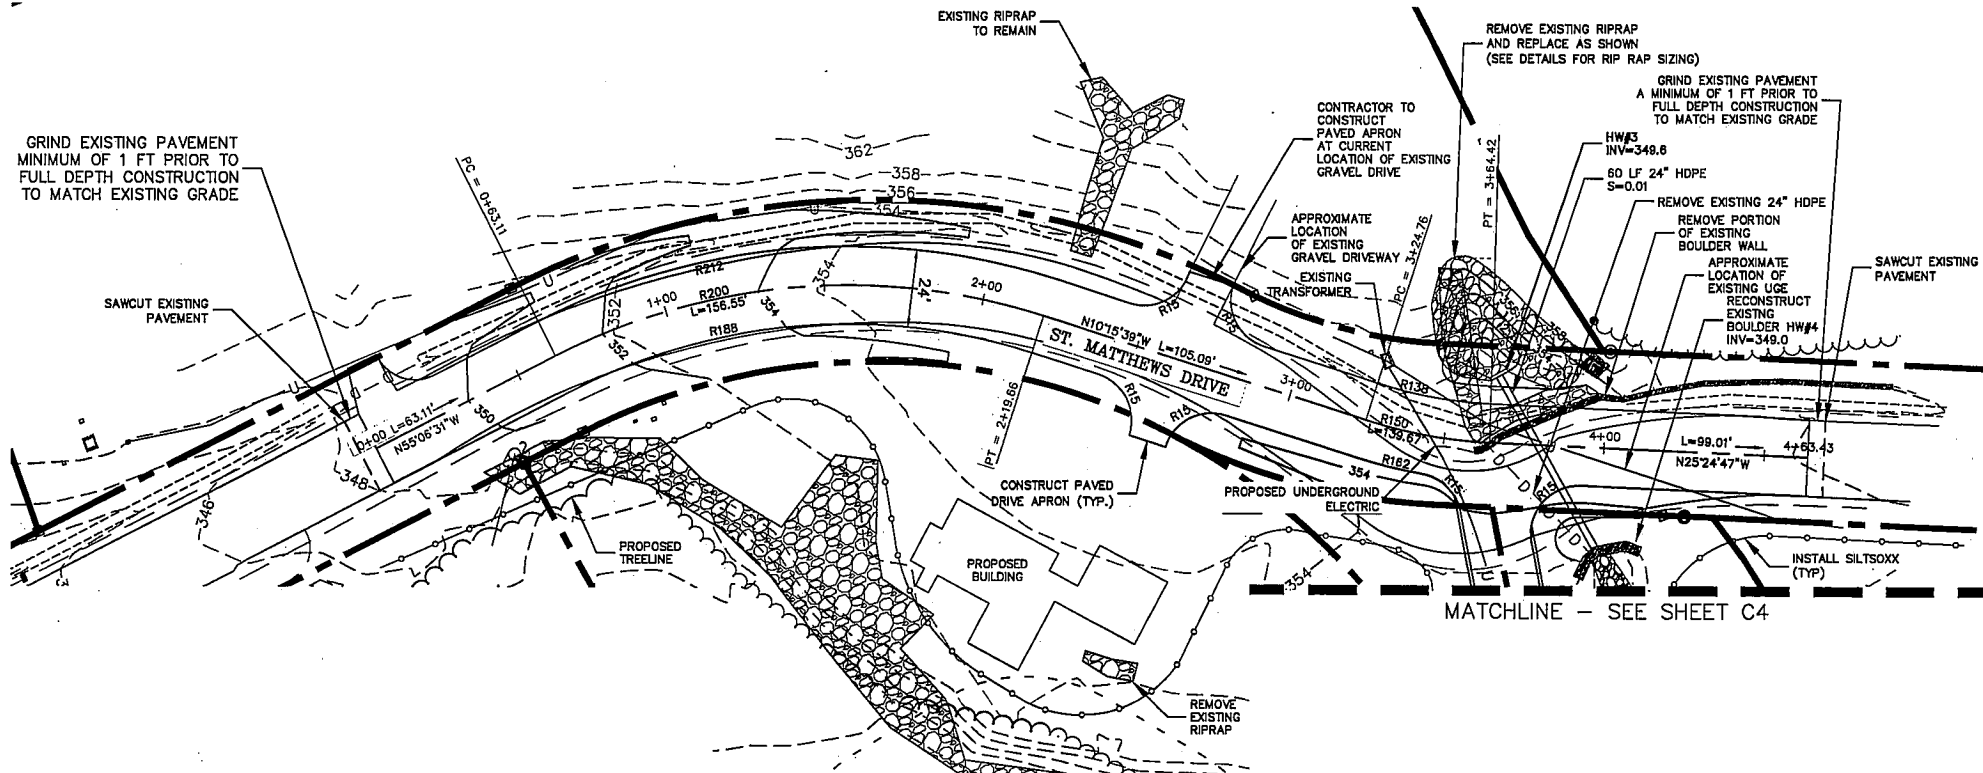 EXISTING RIPRAP
TO REMAIN
REMOVE EXISTING RIPRAP
AND REPLACE AS SHOWN
(SEE DETAILS FOR RIP RAP SIZING)
GRIND EXISTING PAVEMENT
A MINIMUM OF 1 FT PRIOR TO
FULL DEPTH CONSTRUCTION
TO MATCH EXISTING GRADE
GRIND EXISTING PAVEMENT
MINIMUM OF 1 FT PRIOR TO
FULL DEPTH CONSTRUCTION
TO MATCH EXISTING GRADE
CONTRACTOR TO
CONSTRUCT
PAVED APRON
AT CURRENT
LOCATION OF EXISTING
GRAVEL DRIVE
HW#3
INV=349.6
60 LF 24" HDPE
S=0.01
REMOVE EXISTING 24" HDPE
REMOVE PORTION
OF EXISTING
BOULDER WALL
APPROXIMATE
LOCATION OF
EXISTING UGE
RECONSTRUCT
EXISTING
BOULDER HW#4
INV=349.0
SAWCUT EXISTING
PAVEMENT
APPROXIMATE
LOCATION
OF EXISTING
GRAVEL DRIVEWAY
EXISTING
TRANSFORMER
SAWCUT EXISTING
PAVEMENT
PC = 0+63.11
PT = 2+19.66
PC = 3+24.76
PT = 3+64.42
362
358
356
354
354
352
354
352
350
348
346
R212
R200
L=156.55'
R188
1+00
2+00
24'
N10°15'39"W L=105.09'
ST. MATTHEWS DRIVE
3+00
R15
R15
R15
R15
R138
R150
L=139.67'
R162
354
R15
R15
358
4+00
L=99.01'
N25°24'47"W
4+63.43
0+00 L=63.11'
N55°06'31"W
CONSTRUCT PAVED
DRIVE APRON (TYP.)
PROPOSED UNDERGROUND
ELECTRIC
PROPOSED
TREELINE
PROPOSED
BUILDING
354
INSTALL SILTSOXX
(TYP)
MATCHLINE - SEE SHEET C4
REMOVE
EXISTING
RIPRAP